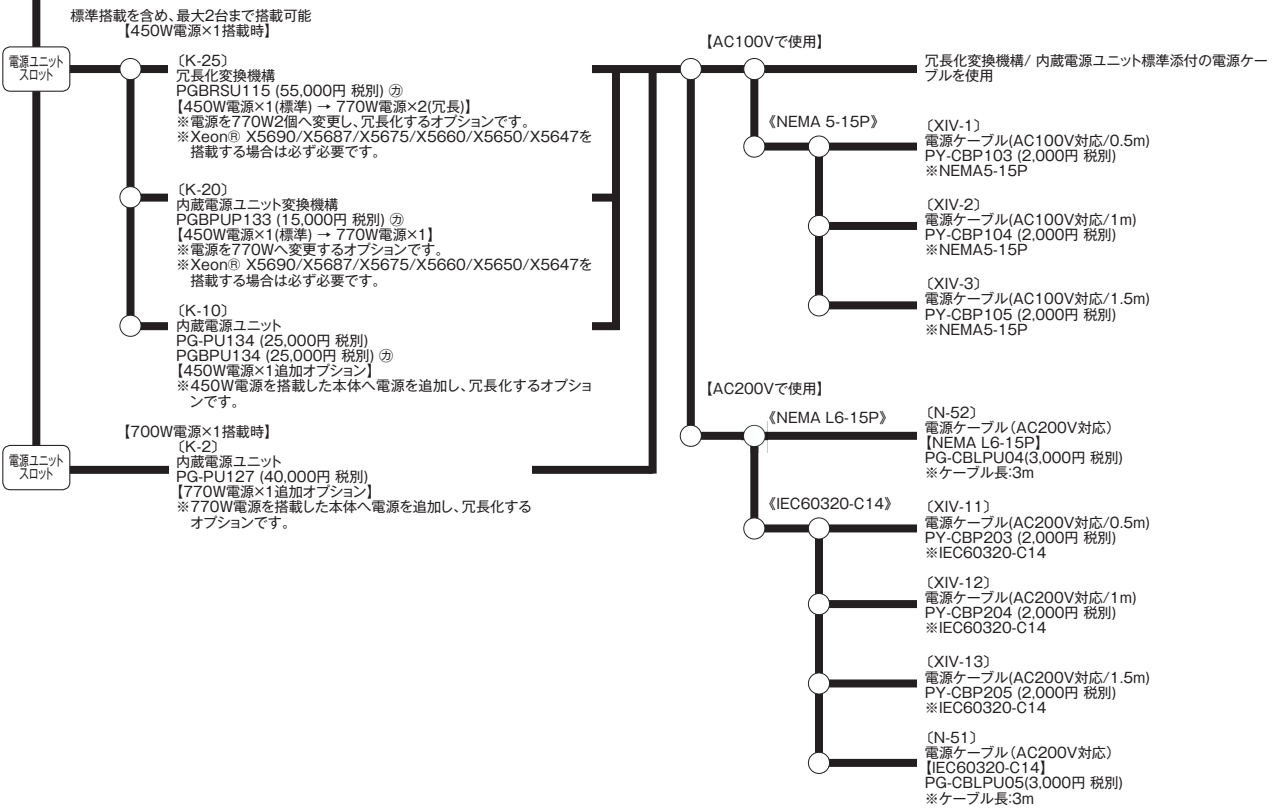 標準搭載を含め、最大2台まで搭載可能
【450W電源×1搭載時】
電源ユニット
スロット
〔K-25〕
冗長化変換機構
PGBRSU115 (55,000円 税別) ㋕
【450W電源×1(標準) → 770W電源×2(冗長)】
※電源を770W2個へ変更し、冗長化するオプションです。
※Xeon® X5690/X5687/X5675/X5660/X5650/X5647を
搭載する場合は必ず必要です。
〔K-20〕
内蔵電源ユニット変換機構
PGBPUP133 (15,000円 税別) ㋕
【450W電源×1(標準) → 770W電源×1】
※電源を770Wへ変更するオプションです。
※Xeon® X5690/X5687/X5675/X5660/X5650/X5647を
搭載する場合は必ず必要です。
〔K-10〕
内蔵電源ユニット
PG-PU134 (25,000円 税別)
PGBPU134 (25,000円 税別) ㋕
【450W電源×1追加オプション】
※450W電源を搭載した本体へ電源を追加し、冗長化するオプショ
ンです。
【700W電源×1搭載時】
電源ユニット
スロット
〔K-2〕
内蔵電源ユニット
PG-PU127 (40,000円 税別)
【770W電源×1追加オプション】
※770W電源を搭載した本体へ電源を追加し、冗長化する
オプションです。
【AC100Vで使用】
冗長化変換機構/ 内蔵電源ユニット標準添付の電源ケー
ブルを使用
《NEMA 5-15P》
〔XIV-1〕
電源ケーブル(AC100V対応/0.5m)
PY-CBP103 (2,000円 税別)
※NEMA5-15P
〔XIV-2〕
電源ケーブル(AC100V対応/1m)
PY-CBP104 (2,000円 税別)
※NEMA5-15P
〔XIV-3〕
電源ケーブル(AC100V対応/1.5m)
PY-CBP105 (2,000円 税別)
※NEMA5-15P
【AC200Vで使用】
《NEMA L6-15P》
〔N-52〕
電源ケーブル(AC200V対応)
【NEMA L6-15P】
PG-CBLPU04(3,000円 税別)
※ケーブル長:3m
《IEC60320-C14》
〔XIV-11〕
電源ケーブル(AC200V対応/0.5m)
PY-CBP203 (2,000円 税別)
※IEC60320-C14
〔XIV-12〕
電源ケーブル(AC200V対応/1m)
PY-CBP204 (2,000円 税別)
※IEC60320-C14
〔XIV-13〕
電源ケーブル(AC200V対応/1.5m)
PY-CBP205 (2,000円 税別)
※IEC60320-C14
〔N-51〕
電源ケーブル(AC200V対応)
【IEC60320-C14】
PG-CBLPU05(3,000円 税別)
※ケーブル長:3m